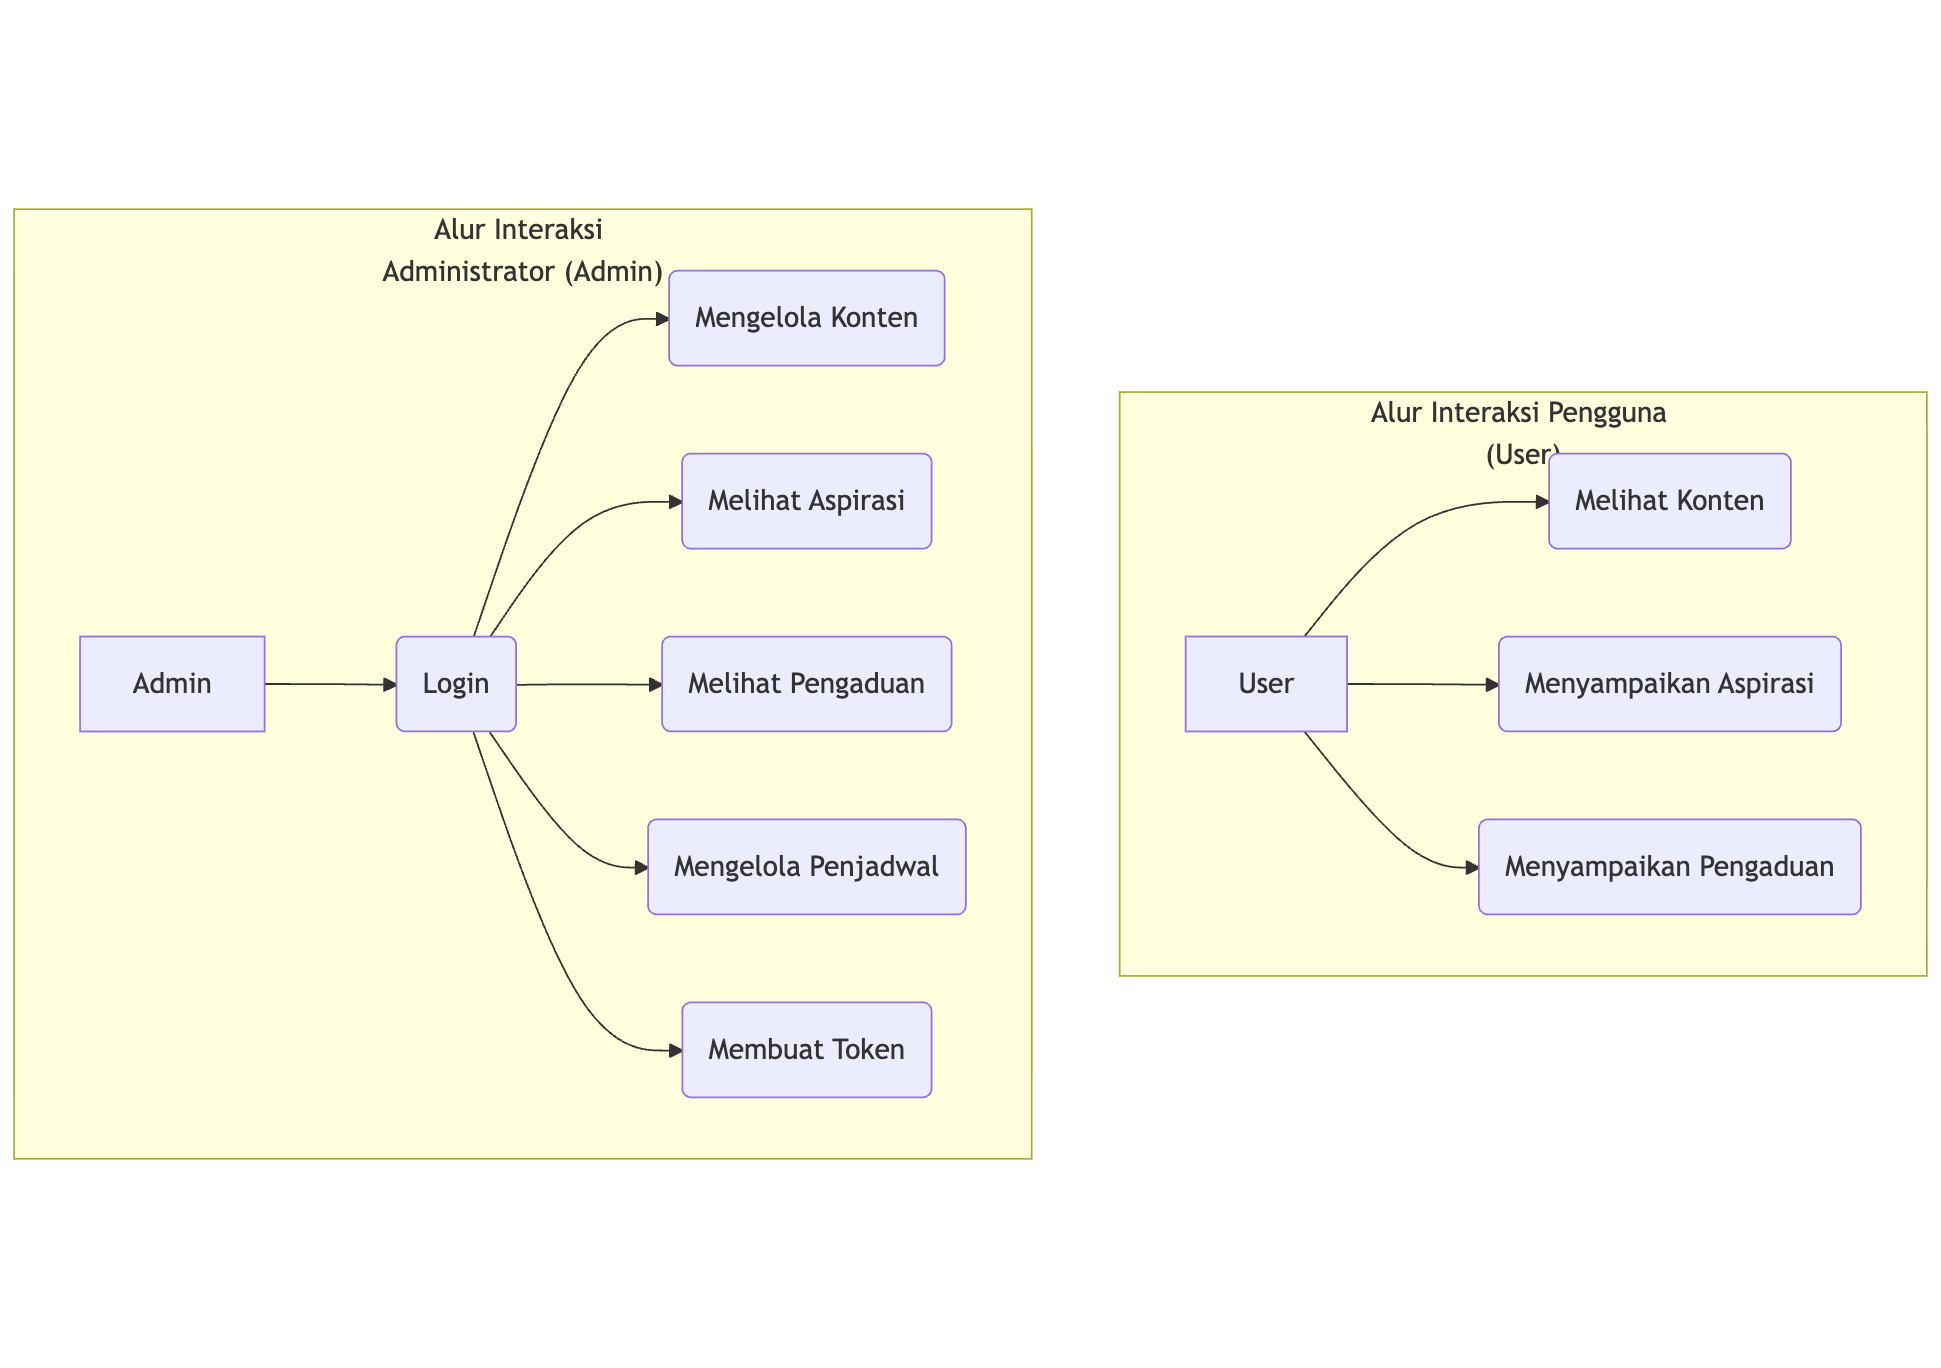 Alur Interaksi
Administrator (Admin)
Mengelola Konten
Melihat Aspirasi
Admin
Login
Melihat Pengaduan
Mengelola Penjadwal
Membuat Token
Alur Interaksi Pengguna
(User)
Melihat Konten
User
Menyampaikan Aspirasi
Menyampaikan Pengaduan